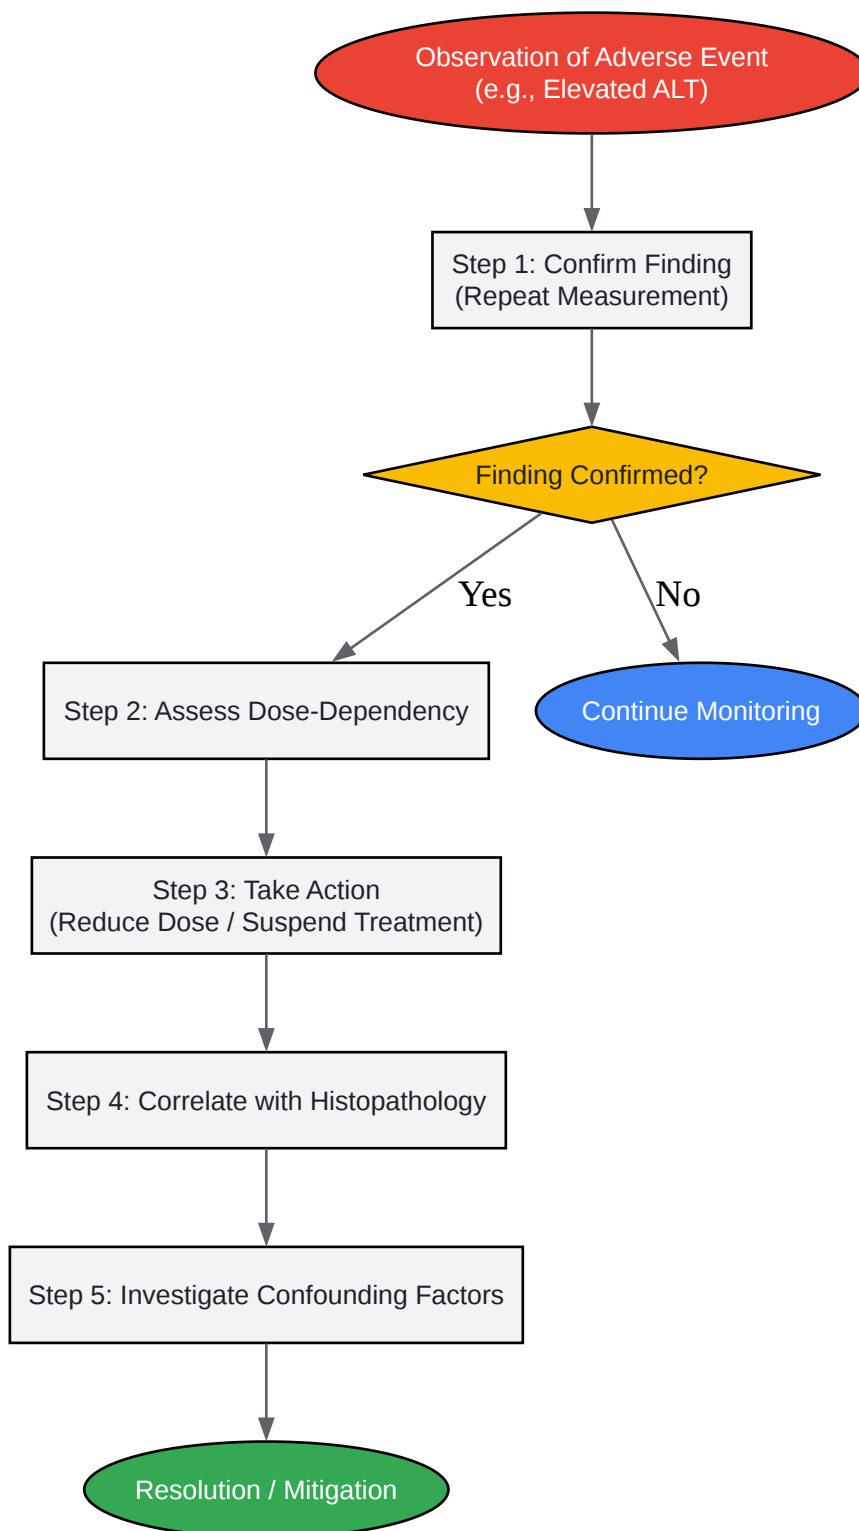 Observation of Adverse Event
(e.g., Elevated ALT)
Step 1: Confirm Finding
(Repeat Measurement)
Finding Confirmed?
Yes
No
Step 2: Assess Dose-Dependency
Continue Monitoring
Step 3: Take Action
(Reduce Dose / Suspend Treatment)
Step 4: Correlate with Histopathology
Step 5: Investigate Confounding Factors
Resolution / Mitigation